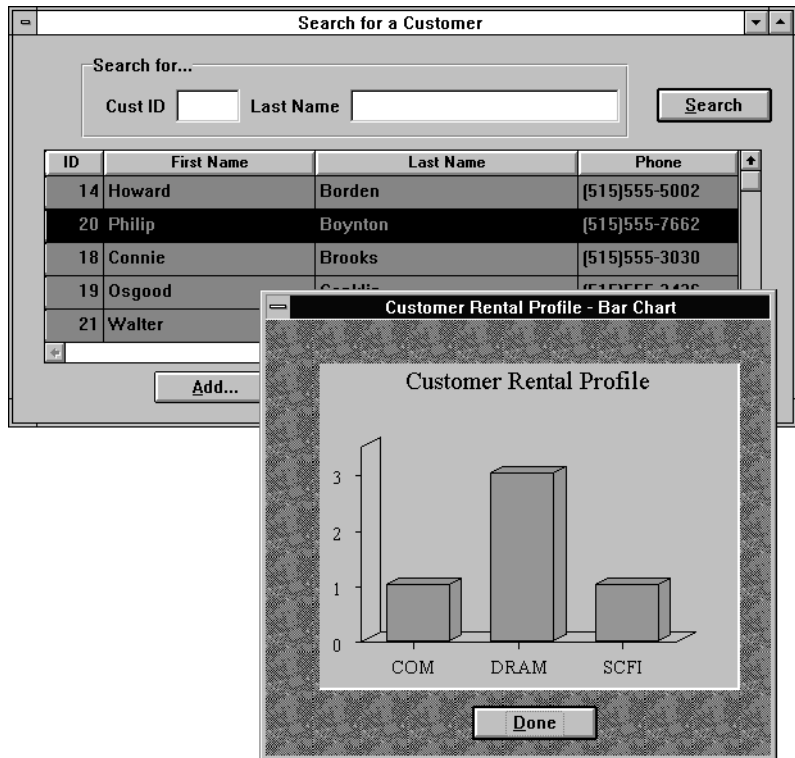 Search for a Customer
Search for...
Cust ID Last Name Search
ID First Name Last Name Phone
14 Howard Borden (515)555-5002
20 Philip Boynton (515)555-7662
18 Connie Brooks (515)555-3030
19 Osgood
21 Walter
Add...
Customer Rental Profile - Bar Chart
Customer Rental Profile
3
2
1
0
COM DRAM SCFI
Done